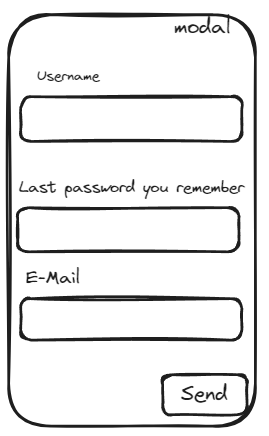 modal
Username
Last password you remember
E-Mail
Send